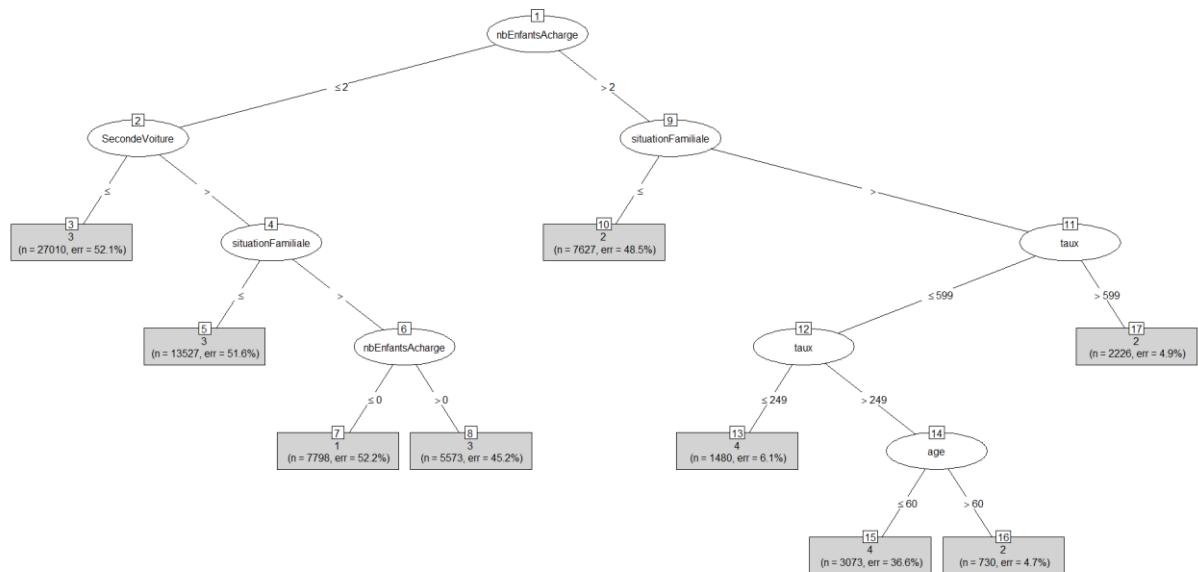 1
nbEnfantsAcharge
≤ 2
> 2
2
SecondeVoiture
9
situationFamiliale
≤
>
≤
>
3
3
(n = 27010, err = 52.1%)
4
situationFamiliale
10
2
(n = 7627, err = 48.5%)
11
taux
≤
>
≤ 599
> 599
5
3
(n = 13527, err = 51.6%)
6
nbEnfantsAcharge
12
taux
17
2
(n = 2226, err = 4.9%)
≤ 0
> 0
≤ 249
> 249
7
1
(n = 7798, err = 52.2%)
8
3
(n = 5573, err = 45.2%)
13
4
(n = 1480, err = 6.1%)
14
age
≤ 60
> 60
15
4
(n = 3073, err = 36.6%)
16
2
(n = 730, err = 4.7%)